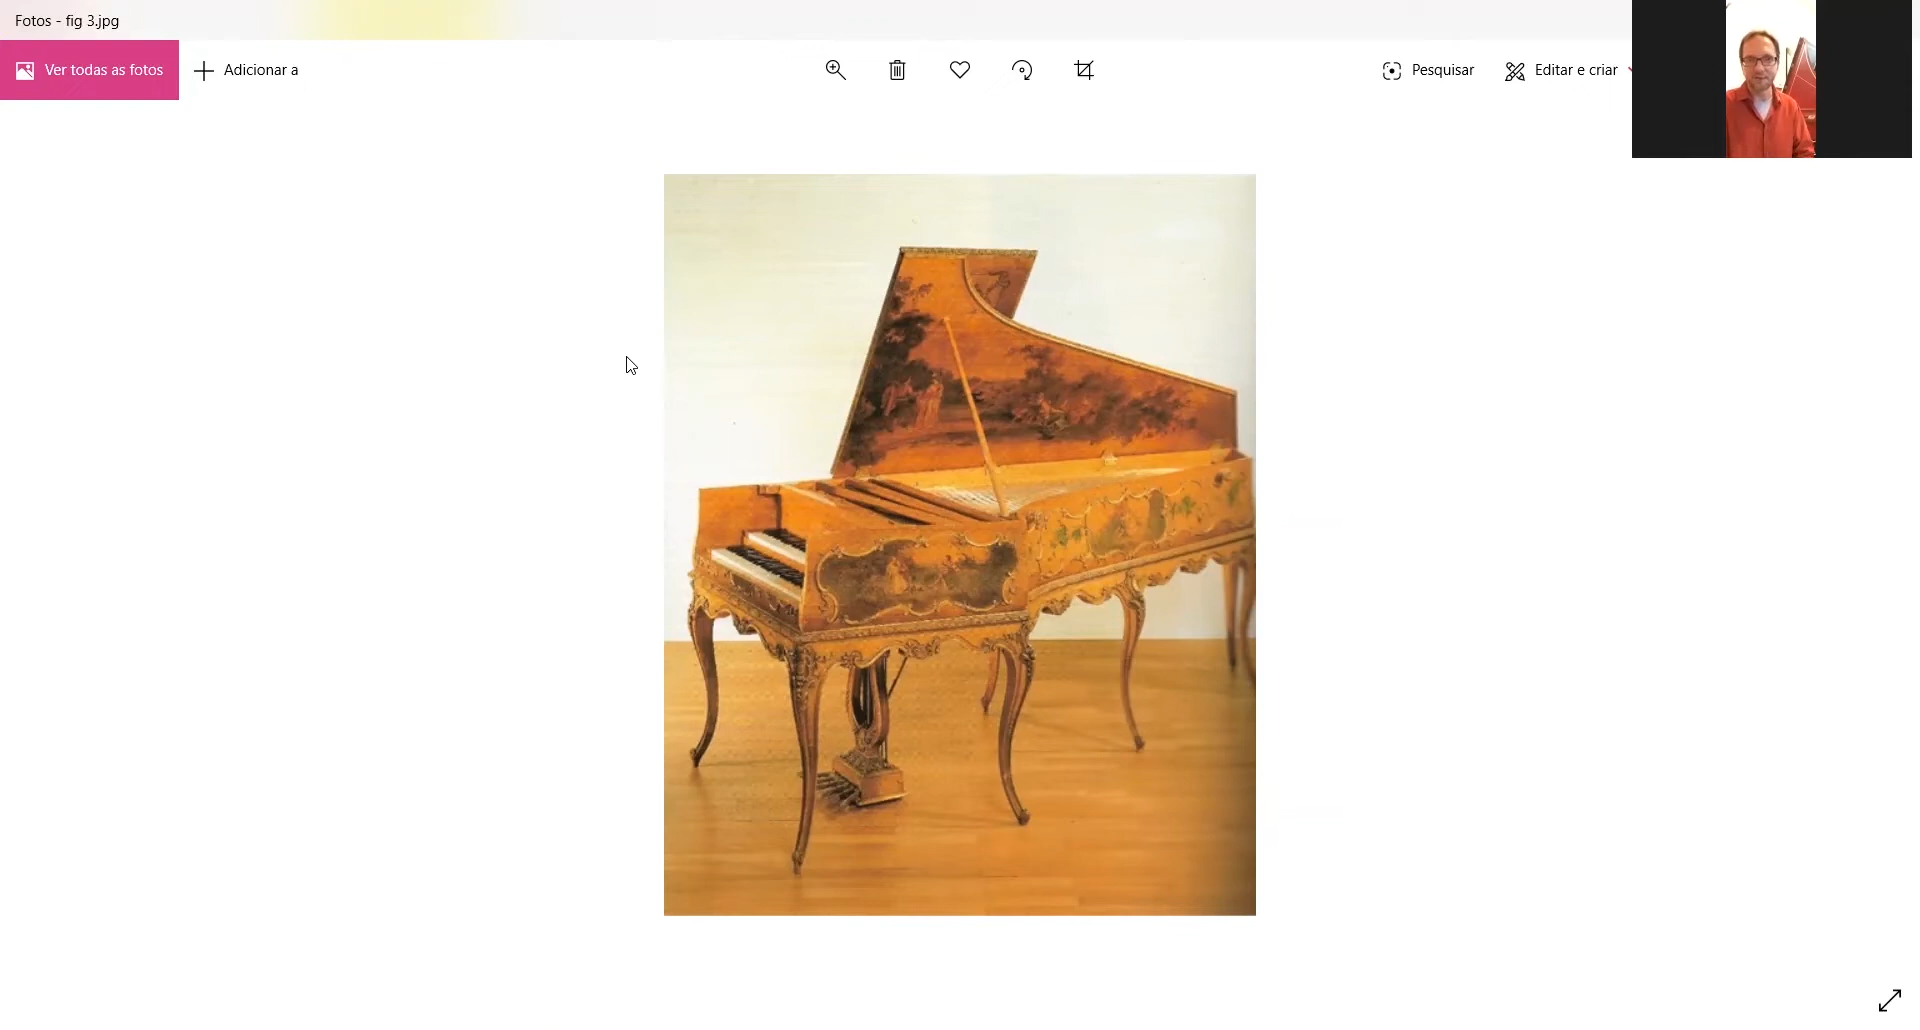 Fotos - fig 3.jpg
Ver todas as fotos
Adicionar a
Pesquisar
Editar e criar